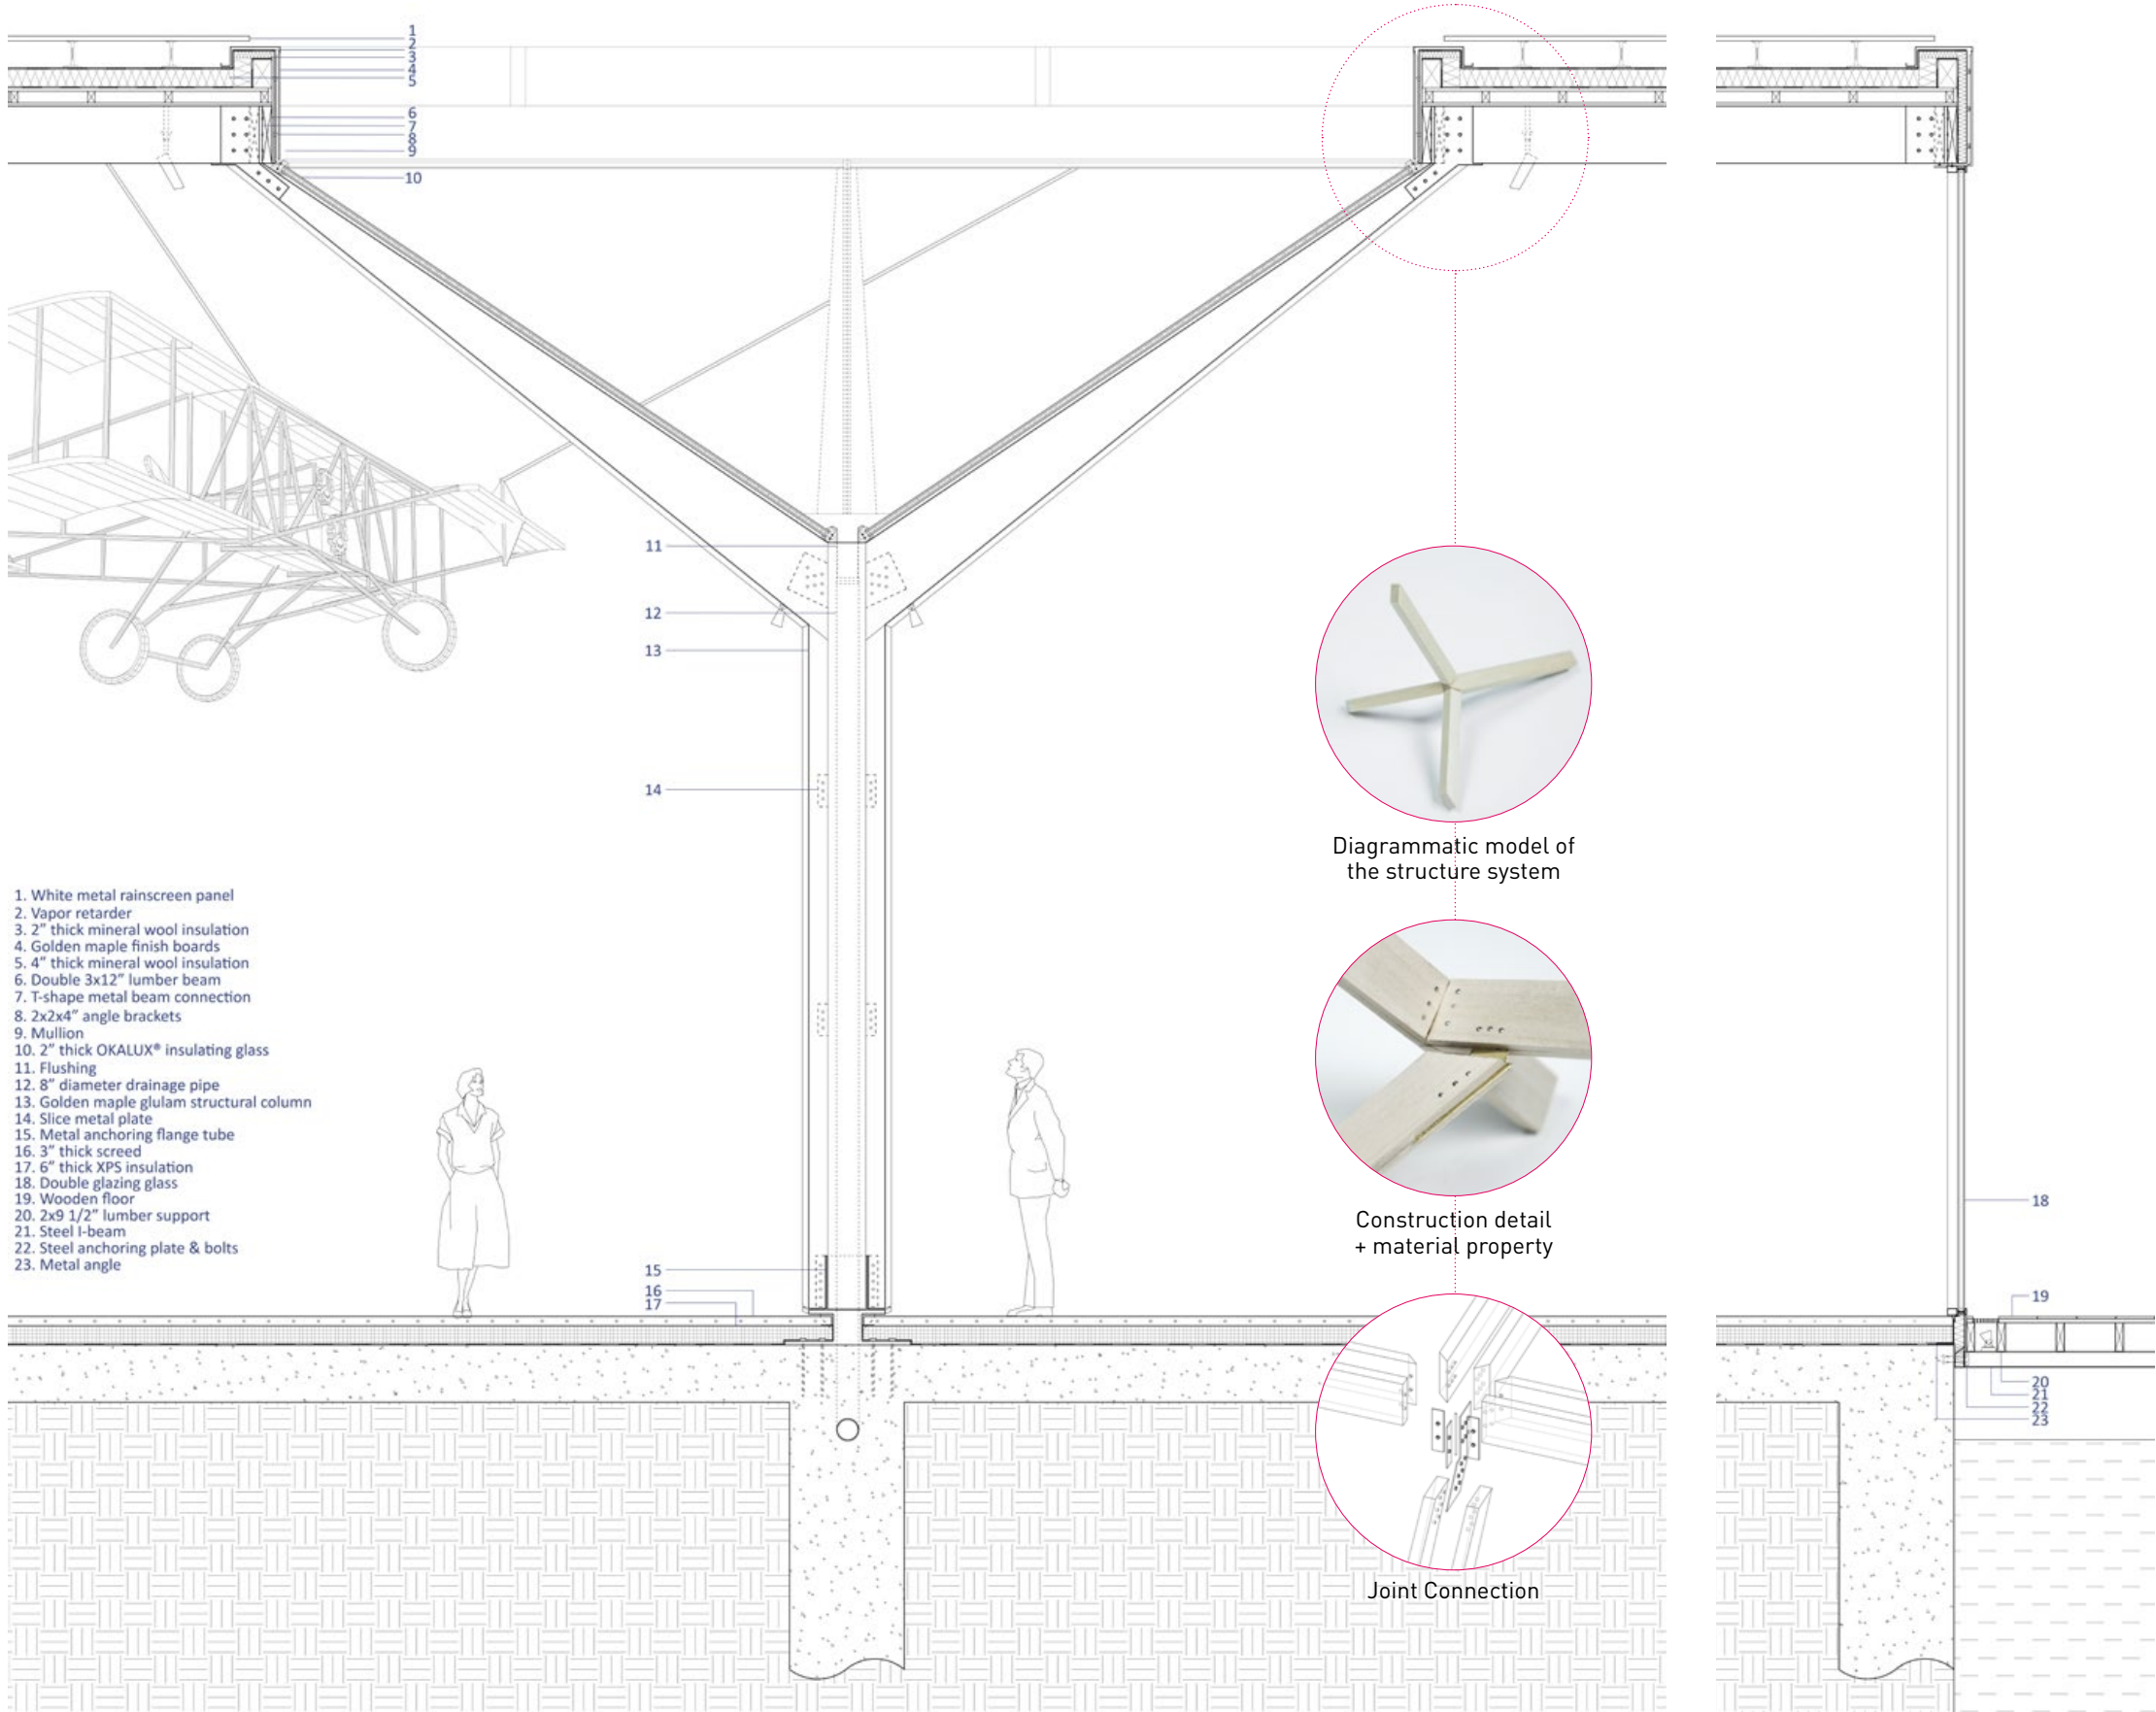 1
2
3
4
5
6
7
8
9
10
11
12
13
14
1. White metal rainscreen panel
2. Vapor retarder
3. 2” thick mineral wool insulation
4. Golden maple finish boards
5. 4” thick mineral wool insulation
6. Double 3x12” lumber beam
7. T-shape metal beam connection
8. 2x2x4” angle brackets
9. Mullion
10. 2” thick OKALUX® insulating glass
11. Flushing
12. 8” diameter drainage pipe
13. Golden maple glulam structural column
14. Slice metal plate
15. Metal anchoring flange tube
16. 3” thick screed
17. 6” thick XPS insulation
18. Double glazing glass
19. Wooden floor
20. 2x9 1/2” lumber support
21. Steel I-beam
22. Steel anchoring plate & bolts
23. Metal angle
15
16
17
Diagrammatic model of
the structure system
Construction detail
+ material property
Joint Connection
18
19
20
21
22
23